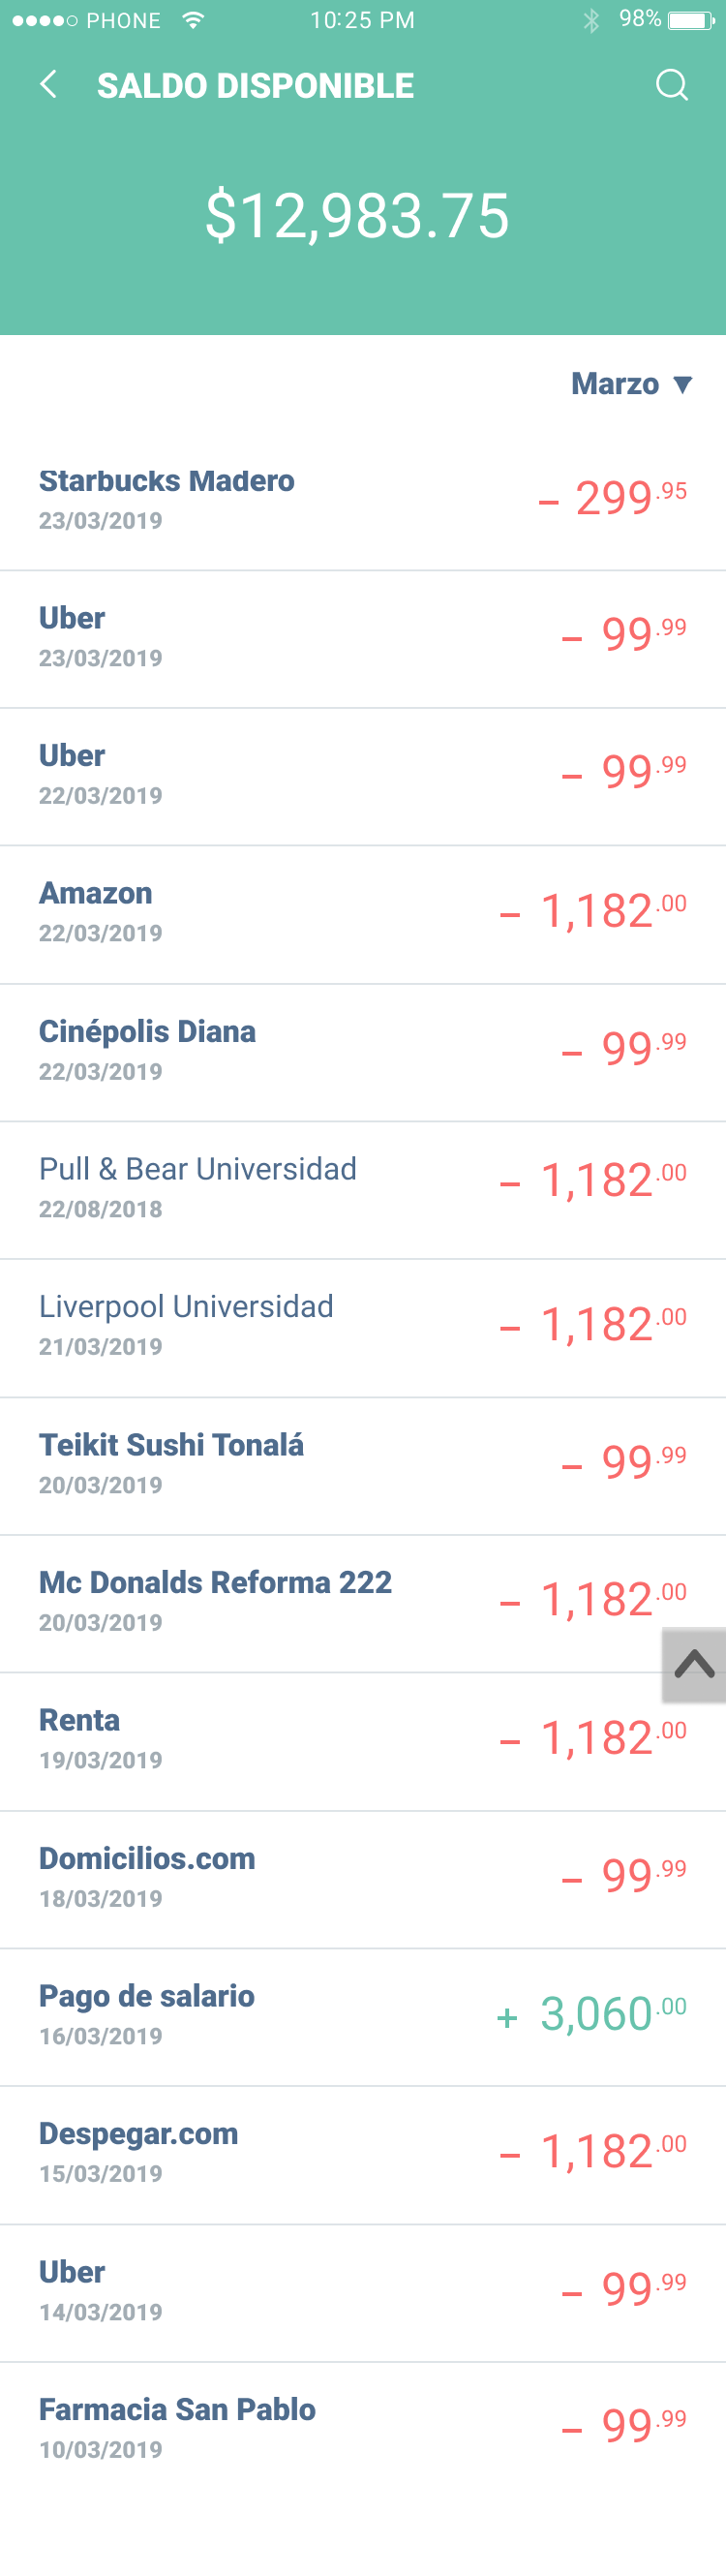 PHONE 10:25 PM 98%
SALDO DISPONIBLE
$12,983.75
Marzo
Starbucks Madero
− 299.95
23/03/2019
Uber
− 99.99
23/03/2019
Uber
− 99.99
22/03/2019
Amazon
− 1,182.00
22/03/2019
Cinépolis Diana
− 99.99
22/03/2019
Pull & Bear Universidad
− 1,182.00
22/08/2018
Liverpool Universidad
− 1,182.00
21/03/2019
Teikit Sushi Tonalá
− 99.99
20/03/2019
Mc Donalds Reforma 222
− 1,182.00
20/03/2019
Renta
− 1,182.00
19/03/2019
Domicilios.com
− 99.99
18/03/2019
Pago de salario
+ 3,060.00
16/03/2019
Despegar.com
− 1,182.00
15/03/2019
Uber
− 99.99
14/03/2019
Farmacia San Pablo
− 99.99
10/03/2019